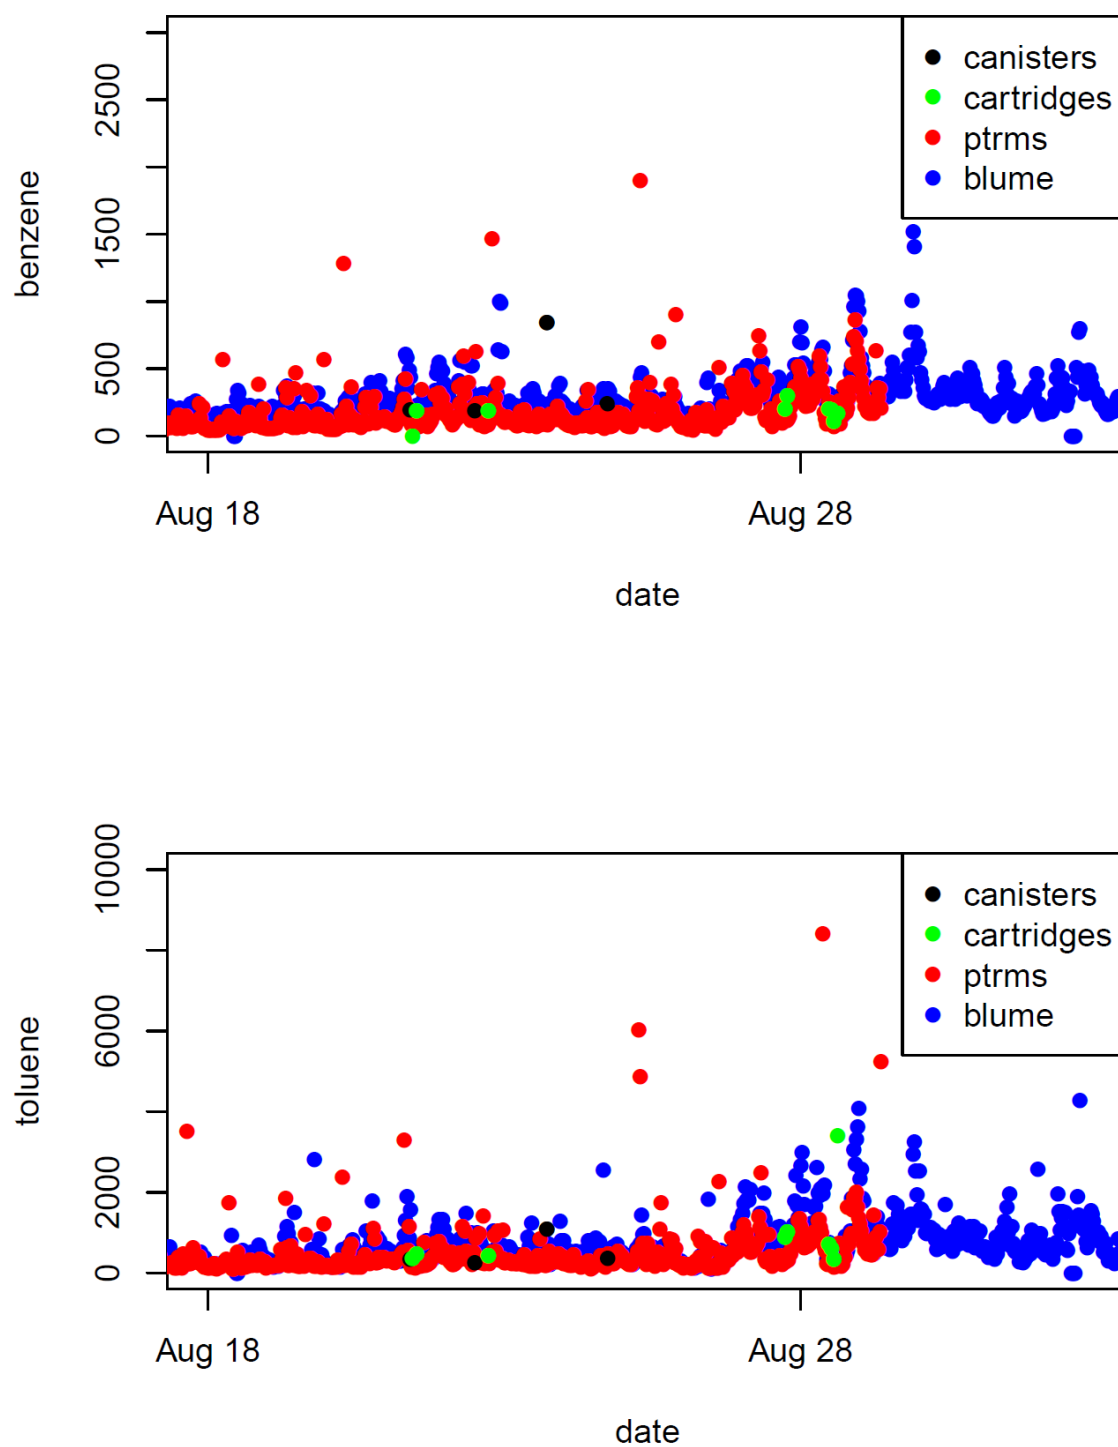 benzene
2500
1500
500
0
canisters
cartridges
ptrms
blume
Aug 18
Aug 28
date
toluene
10000
6000
2000
0
canisters
cartridges
ptrms
blume
Aug 18
Aug 28
date